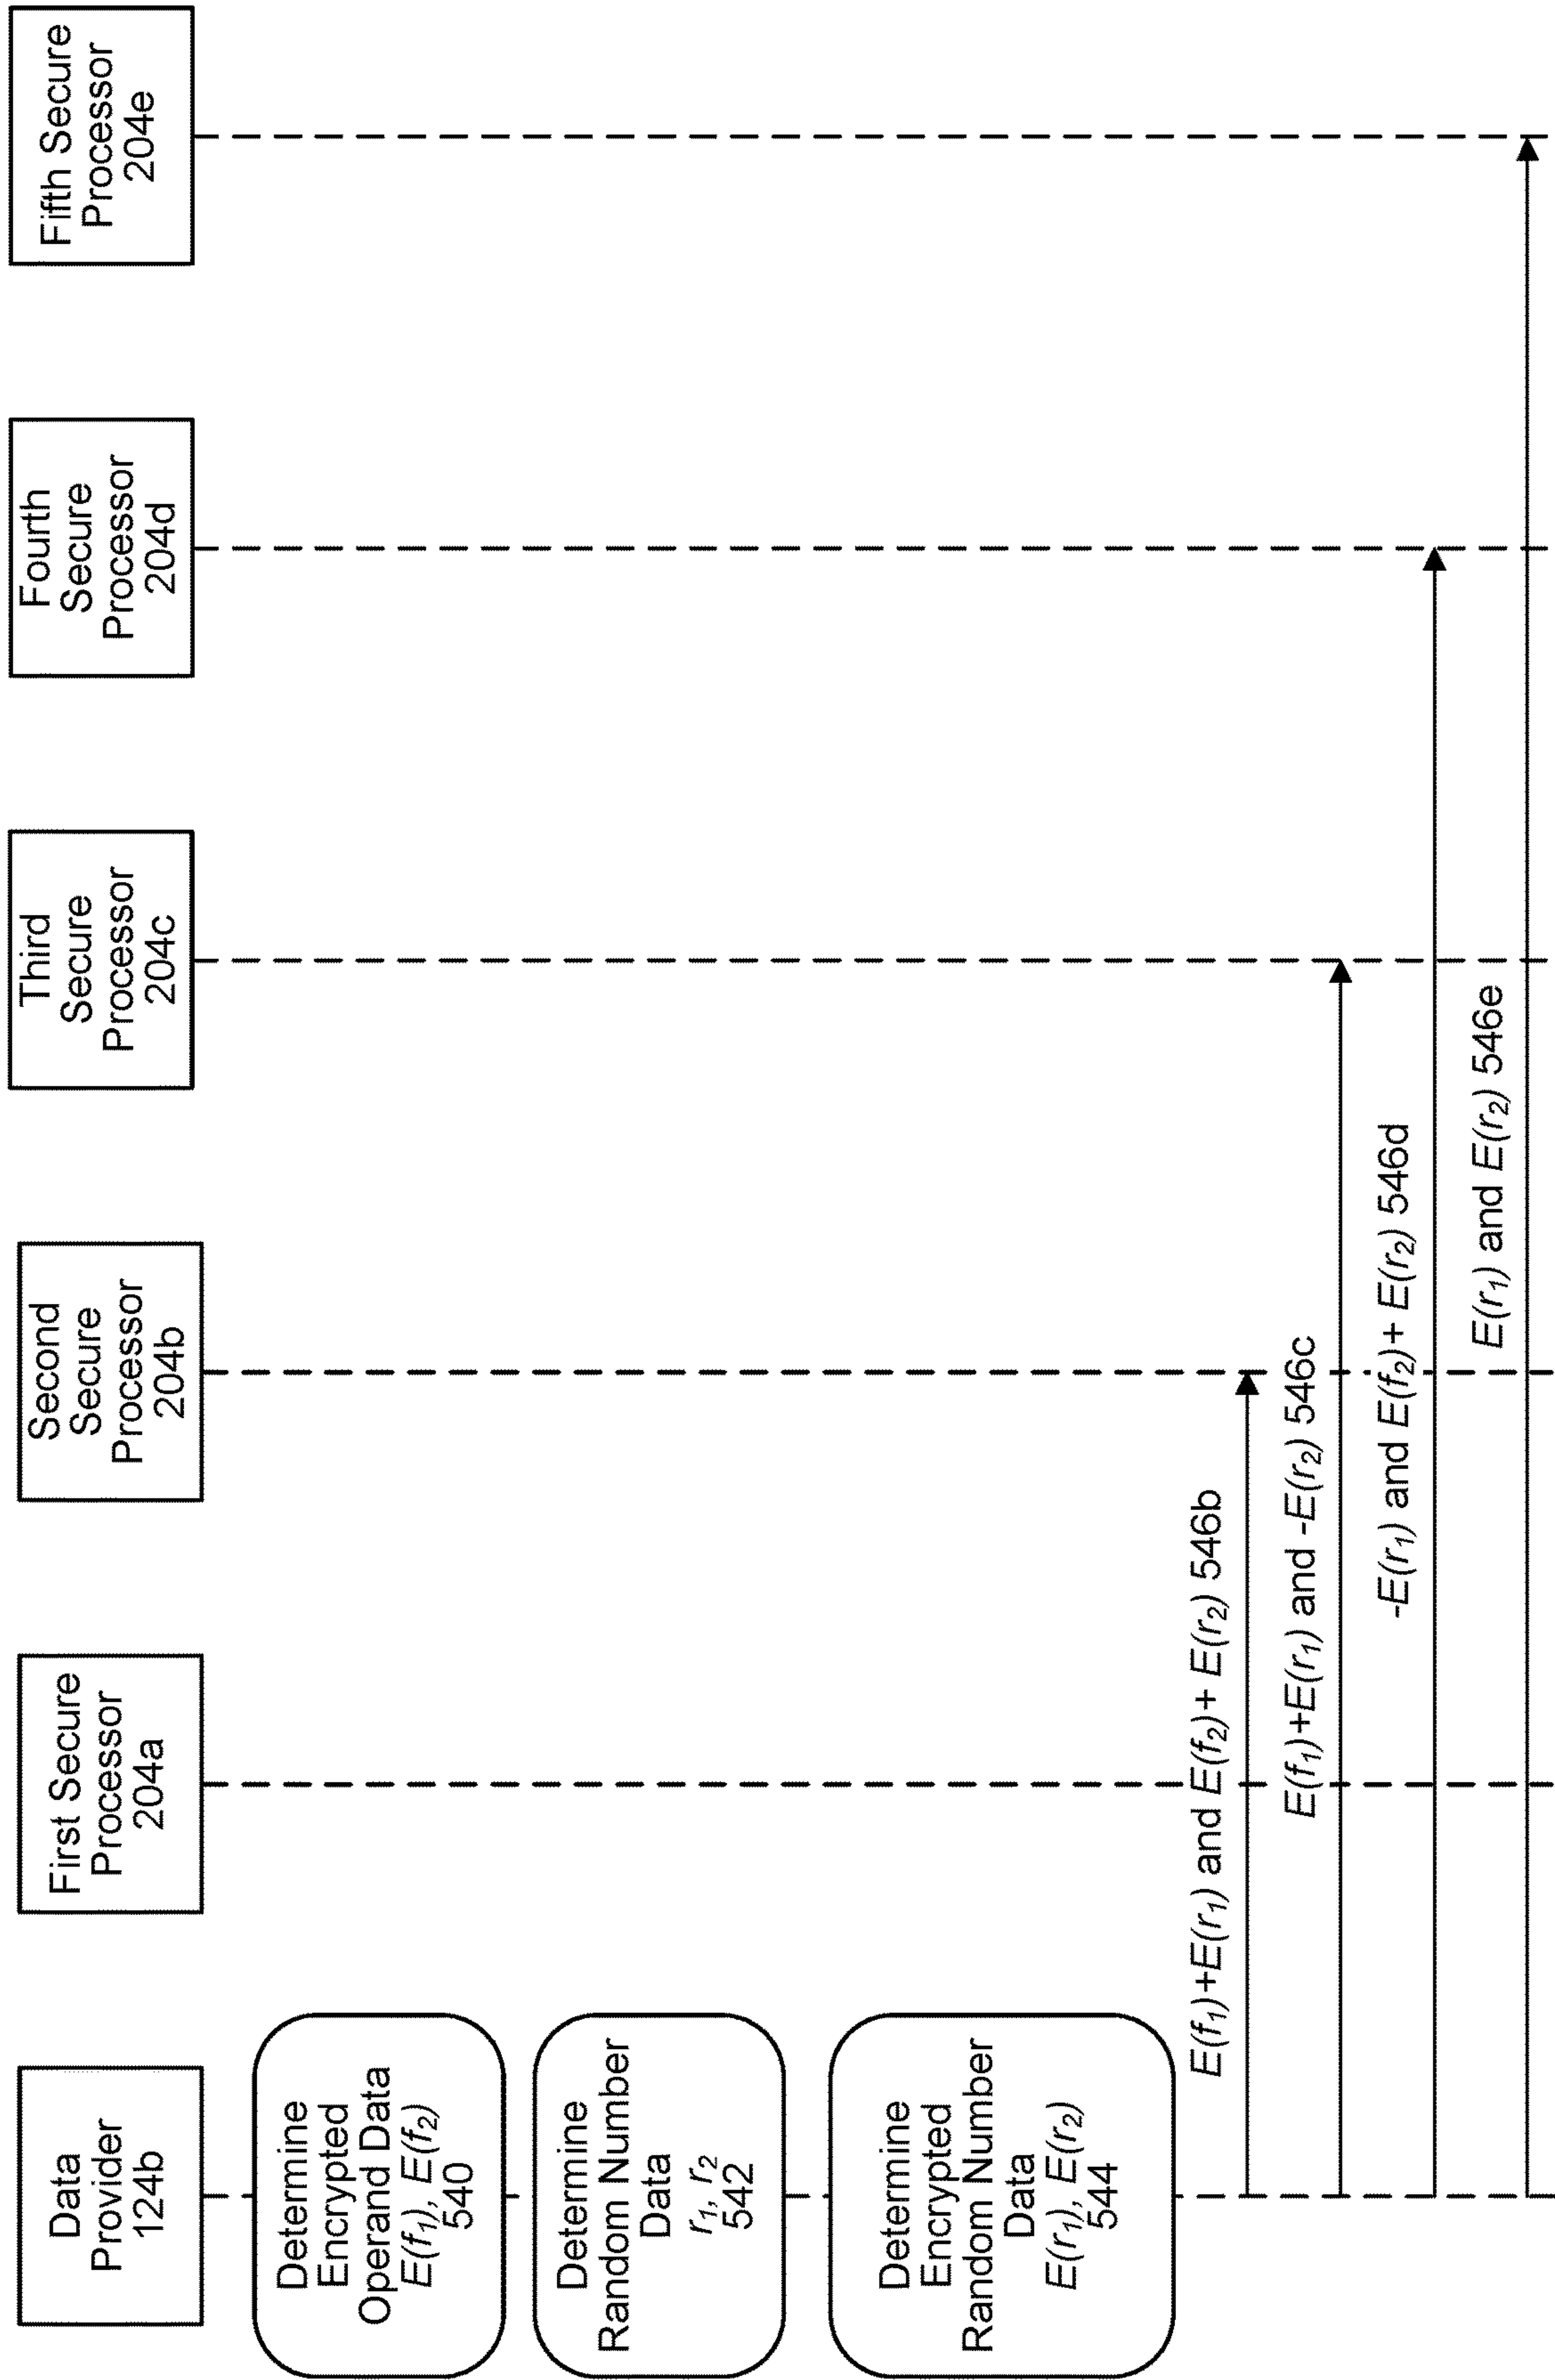 Data
Provider
124b
First Secure
Processor
204a
Second
Secure
Processor
204b
Third
Secure
Processor
204c
Fourth
Secure
Processor
204d
Fifth Secure
Processor
204e
Determine
Encrypted
Operand Data
E(f₁), E(f₂)
540
Determine
Random Number
Data
r₁, r₂
542
Determine
Encrypted
Random Number
Data
E(r₁), E(r₂)
544
E(f₁)+E(r₁) and E(f₂)+ E(r₂) 546b
E(f₁)+E(r₁) and -E(r₂) 546c
-E(r₁) and E(f₂)+ E(r₂) 546d
E(r₁) and E(r₂) 546e